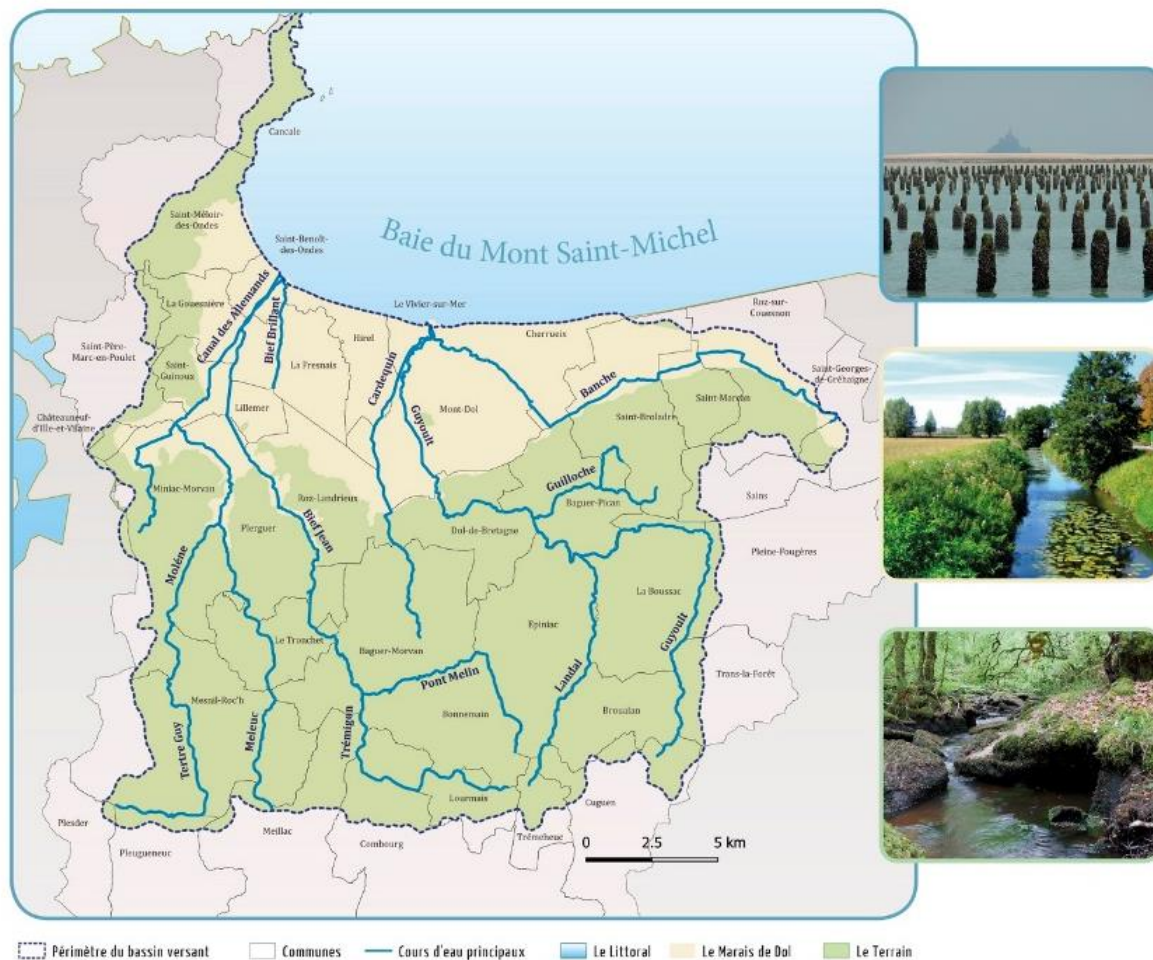 Cancale
Saint-Méloir-
des-Ondes
Saint-Benoît-
des-Ondes
Baie du Mont Saint-Michel
La Gouesnière
Canal des Allemands
Bief Brillant
Le Vivier-sur-Mer
Hirel
Cherrueix
Roz-sur-
Couesnon
Saint-Père-
Marc-en-Poulet
Saint-
Guinoux
La Fresnais
Cardequin
Saint-Georges-
de-Gréhaigne
Banche
Saint-Marcan
Châteauneuf-
d'Ille-et-Vilaine
Lillemer
Mont-Dol
Guyoult
Saint-Broladre
Miniac-Morvan
Roz-Landrieux
Guilloche
Baguer-Pican
Sains
Plerguer
Bief Jean
Dol-de-Bretagne
Pleine-Fougères
Molène
La Boussac
Le Tronchet
Epiniac
Baguer-Morvan
Guyoult
Trans-la-Forêt
Mesnil-Roc'h
Pont Melin
Landal
Bonnemain
Broualan
Tertre Guy
Meleuc
Trémigon
Lourmais
Cuguen
Plesder
Meillac
Trémeheuc
Pleugueneuc
Combourg
0 2.5 5 km
Périmètre du bassin versant Communes Cours d'eau principaux Le Littoral Le Marais de Dol Le Terrain